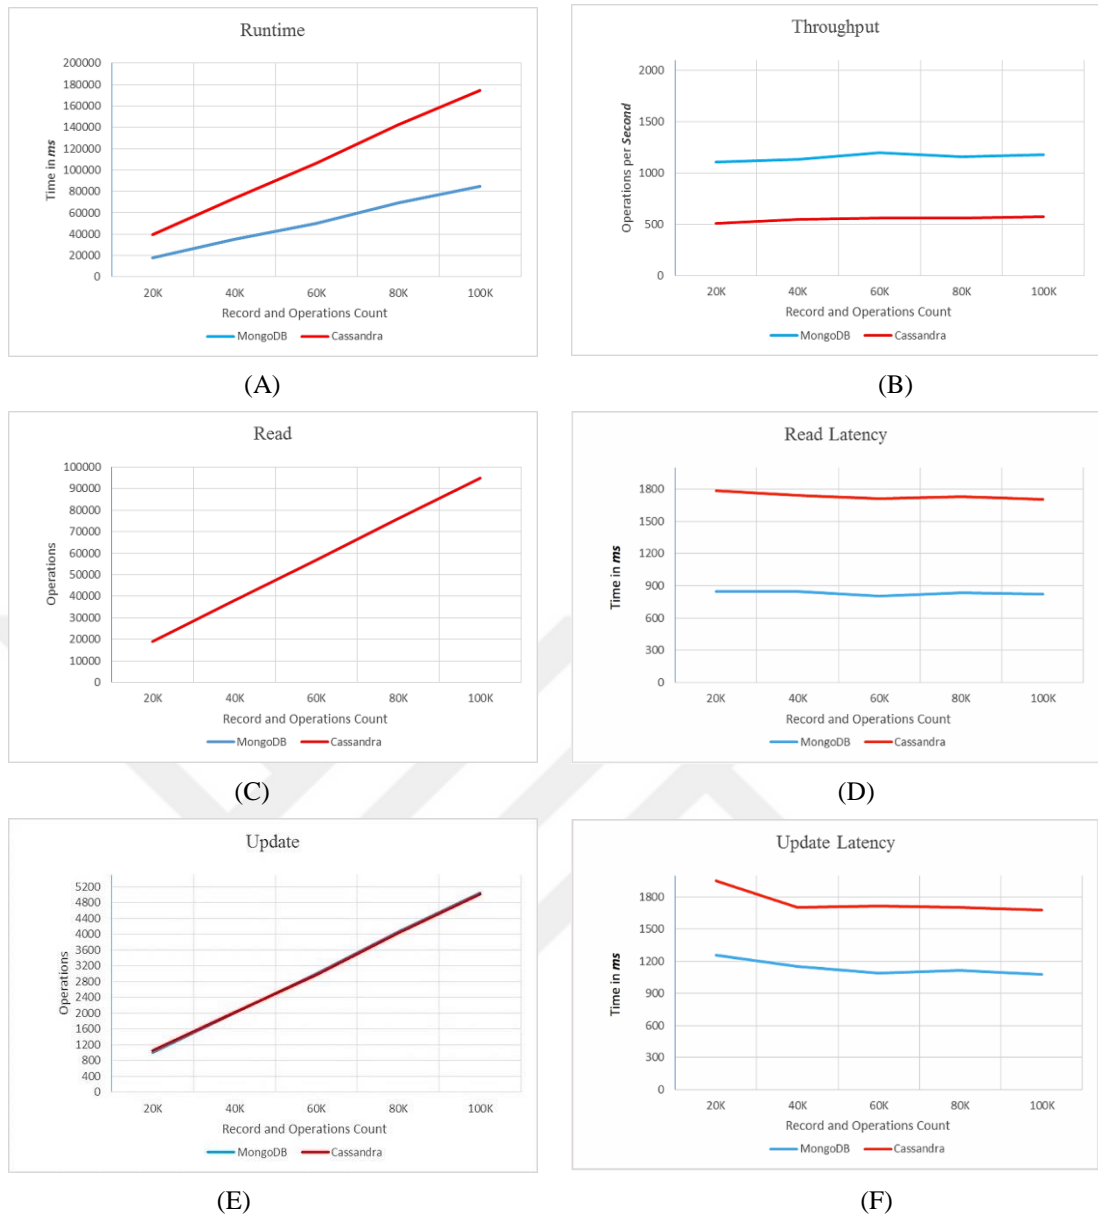 Runtime
200000
180000
160000
140000
120000
100000
80000
60000
40000
20000
0
Time in ms
20K 40K 60K 80K 100K
Record and Operations Count
MongoDB Cassandra
(A)
Throughput
2000
1500
1000
500
0
Operations per Second
20K 40K 60K 80K 100K
Record and Operations Count
MongoDB Cassandra
(B)
Read
100000
90000
80000
70000
60000
50000
40000
30000
20000
10000
0
Operations
20K 40K 60K 80K 100K
Record and Operations Count
MongoDB Cassandra
(C)
Read Latency
1800
1500
1200
900
600
300
0
Time in ms
20K 40K 60K 80K 100K
Record and Operations Count
MongoDB Cassandra
(D)
Update
5200
4800
4400
4000
3600
3200
2800
2400
2000
1600
1200
800
400
0
Operations
20K 40K 60K 80K 100K
Record and Operations Count
MongoDB Cassandra
(E)
Update Latency
1800
1500
1200
900
600
300
0
Time in ms
20K 40K 60K 80K 100K
Record and Operations Count
MongoDB Cassandra
(F)